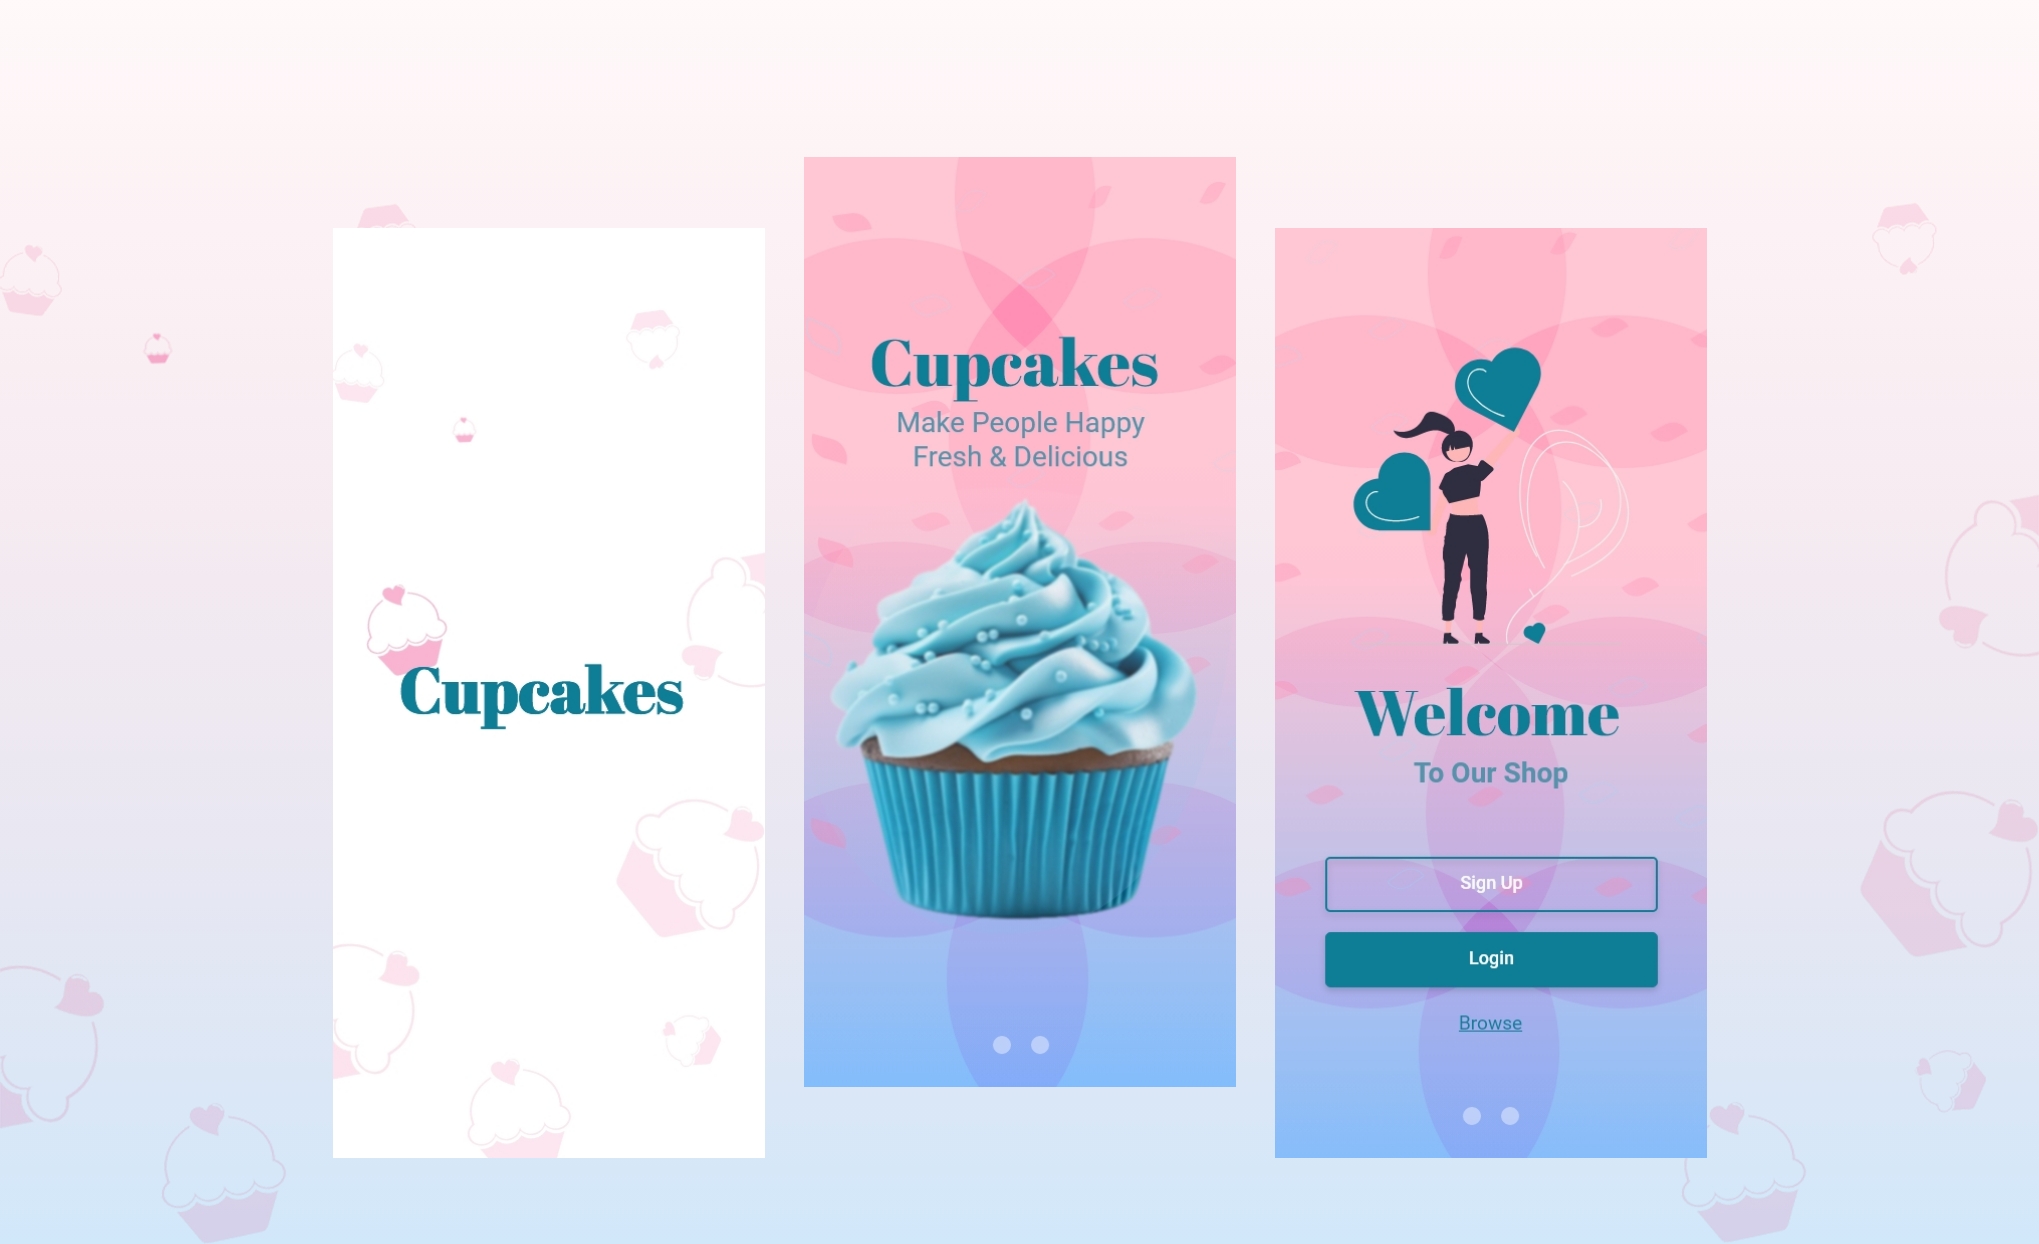 Cupcakes
Cupcakes
Make People Happy
Fresh & Delicious
Welcome
To Our Shop
Sign Up
Login
Browse